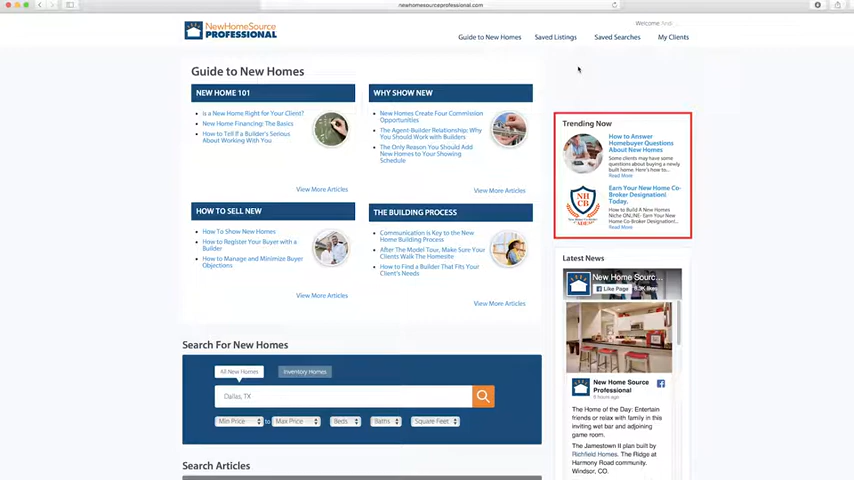 newhomesourceprofessional.com
Welcome
NewHomeSource
PROFESSIONAL
Guide to New Homes
Saved Listings
Saved Searches
My Clients
Guide to New Homes
NEW HOME 101
Is a New Home Right for Your Client?
New Home Financing: The Basics
How to Tell if a Builder's Serious
About Working With You
View More Articles
WHY SHOW NEW
New Homes Create Four Commission
Opportunities
The Agent-Builder Relationship: Why
You Should Work with Builders
The Only Reason You Should Add
New Homes to Your Showing
Schedule
View More Articles
HOW TO SELL NEW
How To Show New Homes
How to Register Your Buyer with a
Builder
How to Manage and Minimize Buyer
Objections
View More Articles
THE BUILDING PROCESS
Communication is Key to the New
Home Building Process
After The Model Tour, Make Sure Your
Clients Walk The Homesite
How to Find a Builder That Fits Your
Client's Needs
View More Articles
Trending Now
How to Answer
Homebuyer Questions
About New Homes
Some clients may have some
questions about buying a newly
built home. Here's how to...
Read More
NH
CB
Earn Your New Home Co-
Broker Designation!
Today.
How to Build A New Homes
Niche ONLINE- Earn Your New
Home Co-Broker Designation...
Read More
Latest News
New Home Sourc...
Like Page
New Home Source
Professional
The Home of the Day: Entertain
friends or relax with family in this
inviting wet bar and adjoining
game room.
The Jamestown II plan built by
Richfield Homes. The Ridge at
Harmony Road community.
Windsor, CO.
Search For New Homes
All New Homes
Inventory Homes
Dallas, TX
Min Price
to
Max Price
Beds
Baths
Square Feet
Search Articles